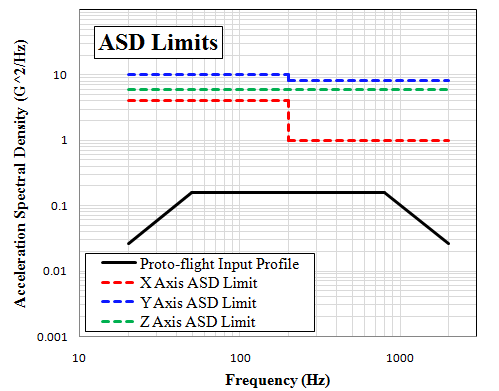 ASD Limits
Acceleration Spectral Density (G^2/Hz)
10
1
0.1
0.01
0.001
Proto-flight Input Profile
X Axis ASD Limit
Y Axis ASD Limit
Z Axis ASD Limit
10
100
1000
Frequency (Hz)